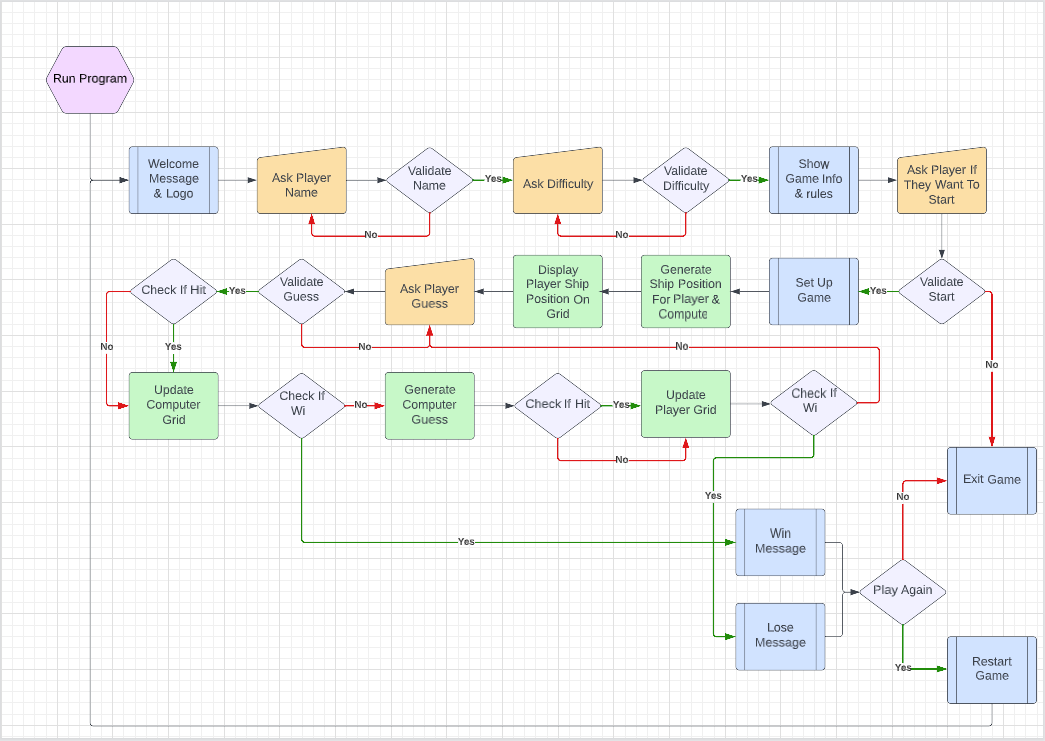 Run Program
Welcome
Message
& Logo
Ask Player
Name
Validate
Name
Yes
Ask Difficulty
Validate
Difficulty
Yes
Show
Game Info
& rules
Ask Player If
They Want To
Start
No
No
Check If Hit
Yes
Validate
Guess
Ask Player
Guess
Display
Player Ship
Position On
Grid
Generate
Ship Position
For Player &
Compute
Set Up
Game
Yes
Validate
Start
No
Yes
No
No
No
Update
Computer
Grid
Check If
Wi
No
Generate
Computer
Guess
Check If Hit
Yes
Update
Player Grid
Check If
Wi
No
Yes
Exit Game
No
Yes
Win
Message
Play Again
Lose
Message
Yes
Restart
Game